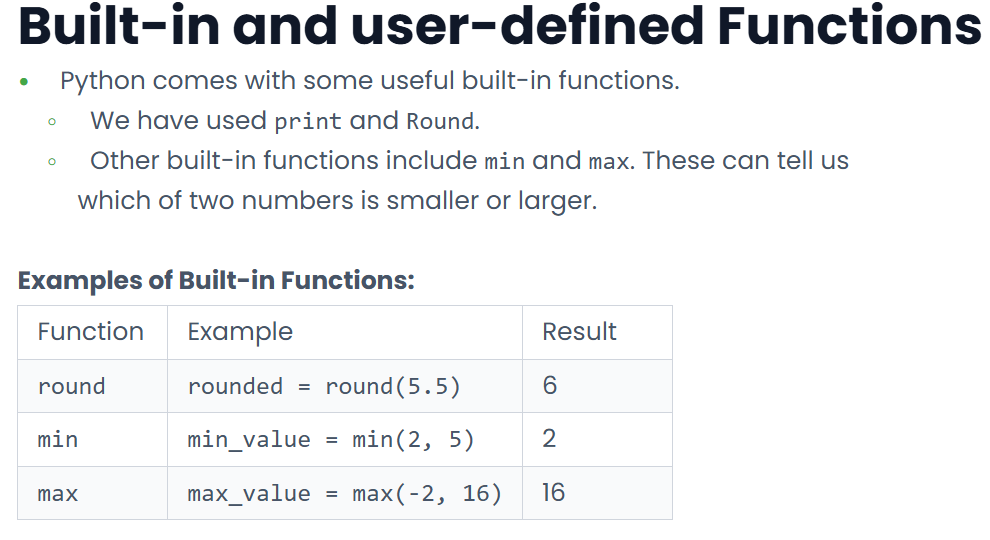 Built-in and user-defined Functions
• Python comes with some useful built-in functions.
○ We have used print and Round.
○ Other built-in functions include min and max. These can tell us
which of two numbers is smaller or larger.
Examples of Built-in Functions:
Function Example Result
round rounded = round(5.5) 6
min min_value = min(2, 5) 2
max max_value = max(-2, 16) 16